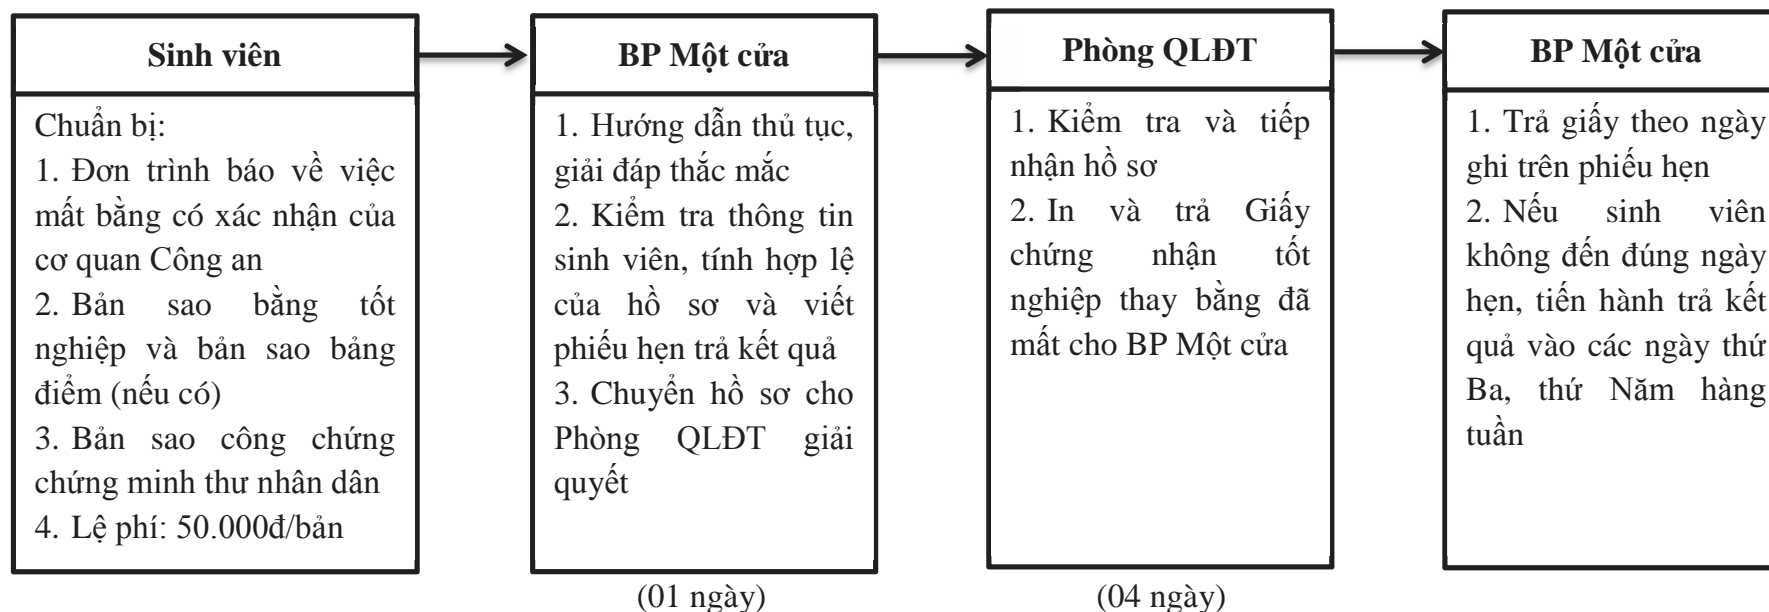 Sinh viên
Chuẩn bị:
1. Đơn trình báo về việc
mất bằng có xác nhận của
cơ quan Công an
2. Bản sao bằng tốt
nghiệp và bản sao bảng
điểm (nếu có)
3. Bản sao công chứng
chứng minh thư nhân dân
4. Lệ phí: 50.000đ/bản
BP Một cửa
1. Hướng dẫn thủ tục,
giải đáp thắc mắc
2. Kiểm tra thông tin
sinh viên, tính hợp lệ
của hồ sơ và viết
phiếu hẹn trả kết quả
3. Chuyển hồ sơ cho
Phòng QLĐT giải
quyết
(01 ngày)
Phòng QLĐT
1. Kiểm tra và tiếp
nhận hồ sơ
2. In và trả Giấy
chứng nhận tốt
nghiệp thay bằng đã
mất cho BP Một cửa
(04 ngày)
BP Một cửa
1. Trả giấy theo ngày
ghi trên phiếu hẹn
2. Nếu sinh viên
không đến đúng ngày
hẹn, tiến hành trả kết
quả vào các ngày thứ
Ba, thứ Năm hàng
tuần